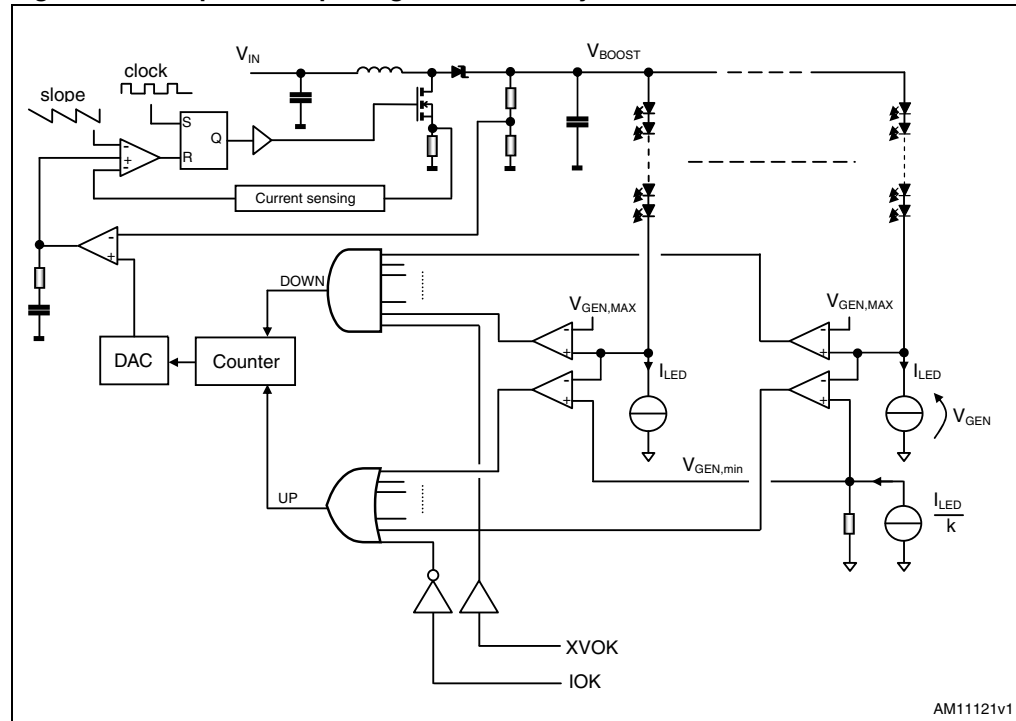 V_IN
V_BOOST
clock
slope
S
Q
R
-
+
-
Current sensing
-
+
DOWN
V_GEN,MAX
V_GEN,MAX
-
+
-
+
DAC
Counter
I_LED
I_LED
-
+
-
+
V_GEN
V_GEN,min
UP
I_LED
k
XVOK
IOK
AM11121v1